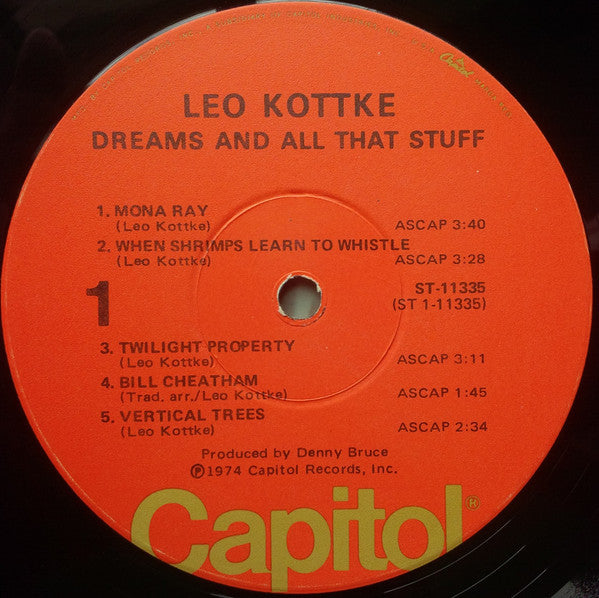 LEO KOTTKE
DREAMS AND ALL THAT STUFF
1. MONA RAY
(Leo Kottke) ASCAP 3:40
2. WHEN SHRIMPS LEARN TO WHISTLE
(Leo Kottke) ASCAP 3:28
1
ST-11335
(ST 1-11335)
3. TWILIGHT PROPERTY
(Leo Kottke) ASCAP 3:11
4. BILL CHEATHAM
(Trad. arr./Leo Kottke) ASCAP 1:45
5. VERTICAL TREES
(Leo Kottke) ASCAP 2:34
Produced by Denny Bruce
℗1974 Capitol Records, Inc.
Capitol®